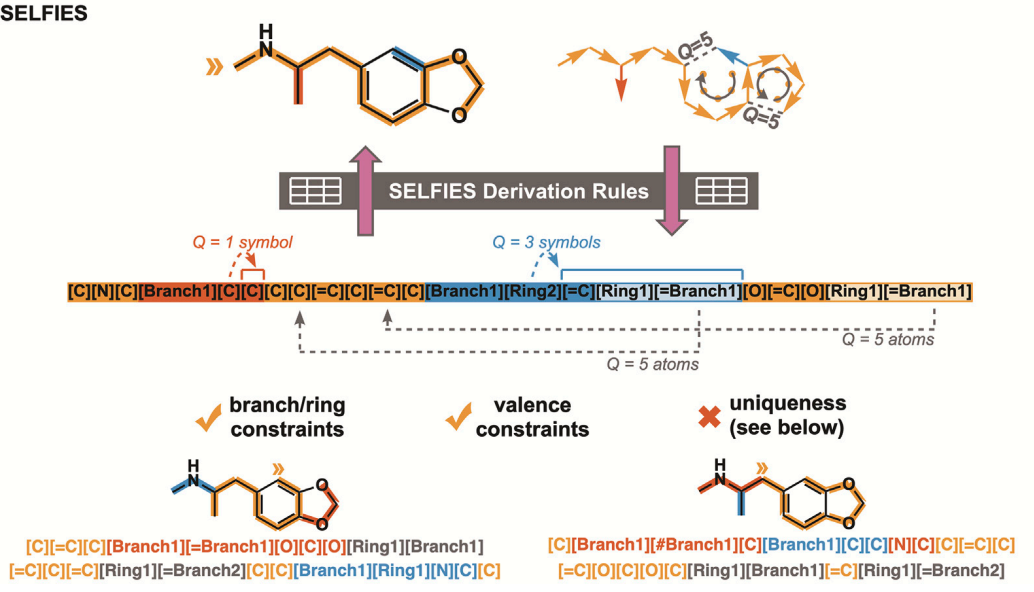 SELFIES
H
N
O
O
Q=5
Q=5
SELFIES Derivation Rules
Q = 1 symbol
Q = 3 symbols
[C][N][C][Branch1][C][C][C][C][=C][C][=C][C][Branch1][Ring2][=C][Ring1][=Branch1][O][=C][O][Ring1][=Branch1]
Q = 5 atoms
Q = 5 atoms
branch/ring
constraints
valence
constraints
uniqueness
(see below)
H
N
O
O
[C][=C][C][Branch1][=Branch1][O][C][O][Ring1][Branch1]
[=C][C][=C][Ring1][=Branch2][C][C][Branch1][Ring1][N][C][C]
H
N
O
O
[C][Branch1][#Branch1][C][Branch1][C][C][N][C][C][=C][C]
[=C][O][C][O][C][Ring1][Branch1][=C][Ring1][=Branch2]